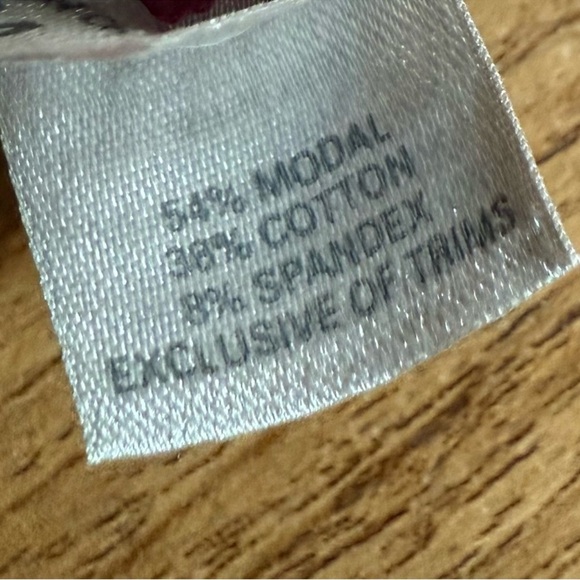 54% MODAL
38% COTTON
8% SPANDEX
EXCLUSIVE OF TRIMS